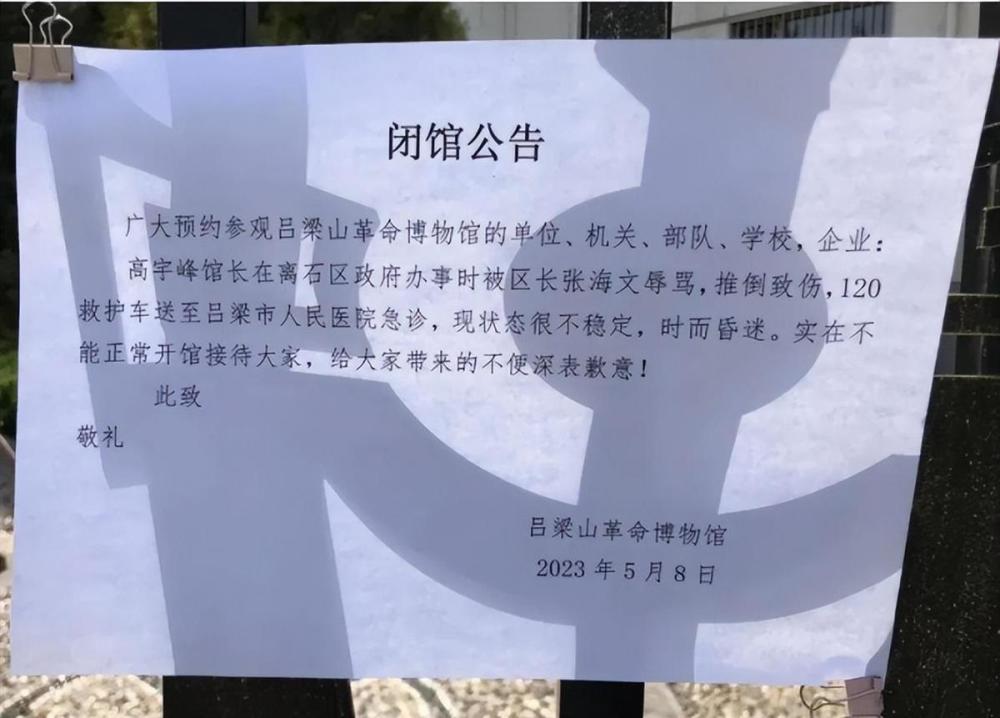 闭馆公告
广大预约参观吕梁山革命博物馆的单位、机关、部队、学校，企业：
高宇峰馆长在离石区政府办事时被区长张海文辱骂，推倒致伤，120
救护车送至吕梁市人民医院急诊，现状态很不稳定，时而昏迷。实在不
能正常开馆接待大家，给大家带来的不便深表歉意！
此致
敬礼
吕梁山革命博物馆
2023年5月8日